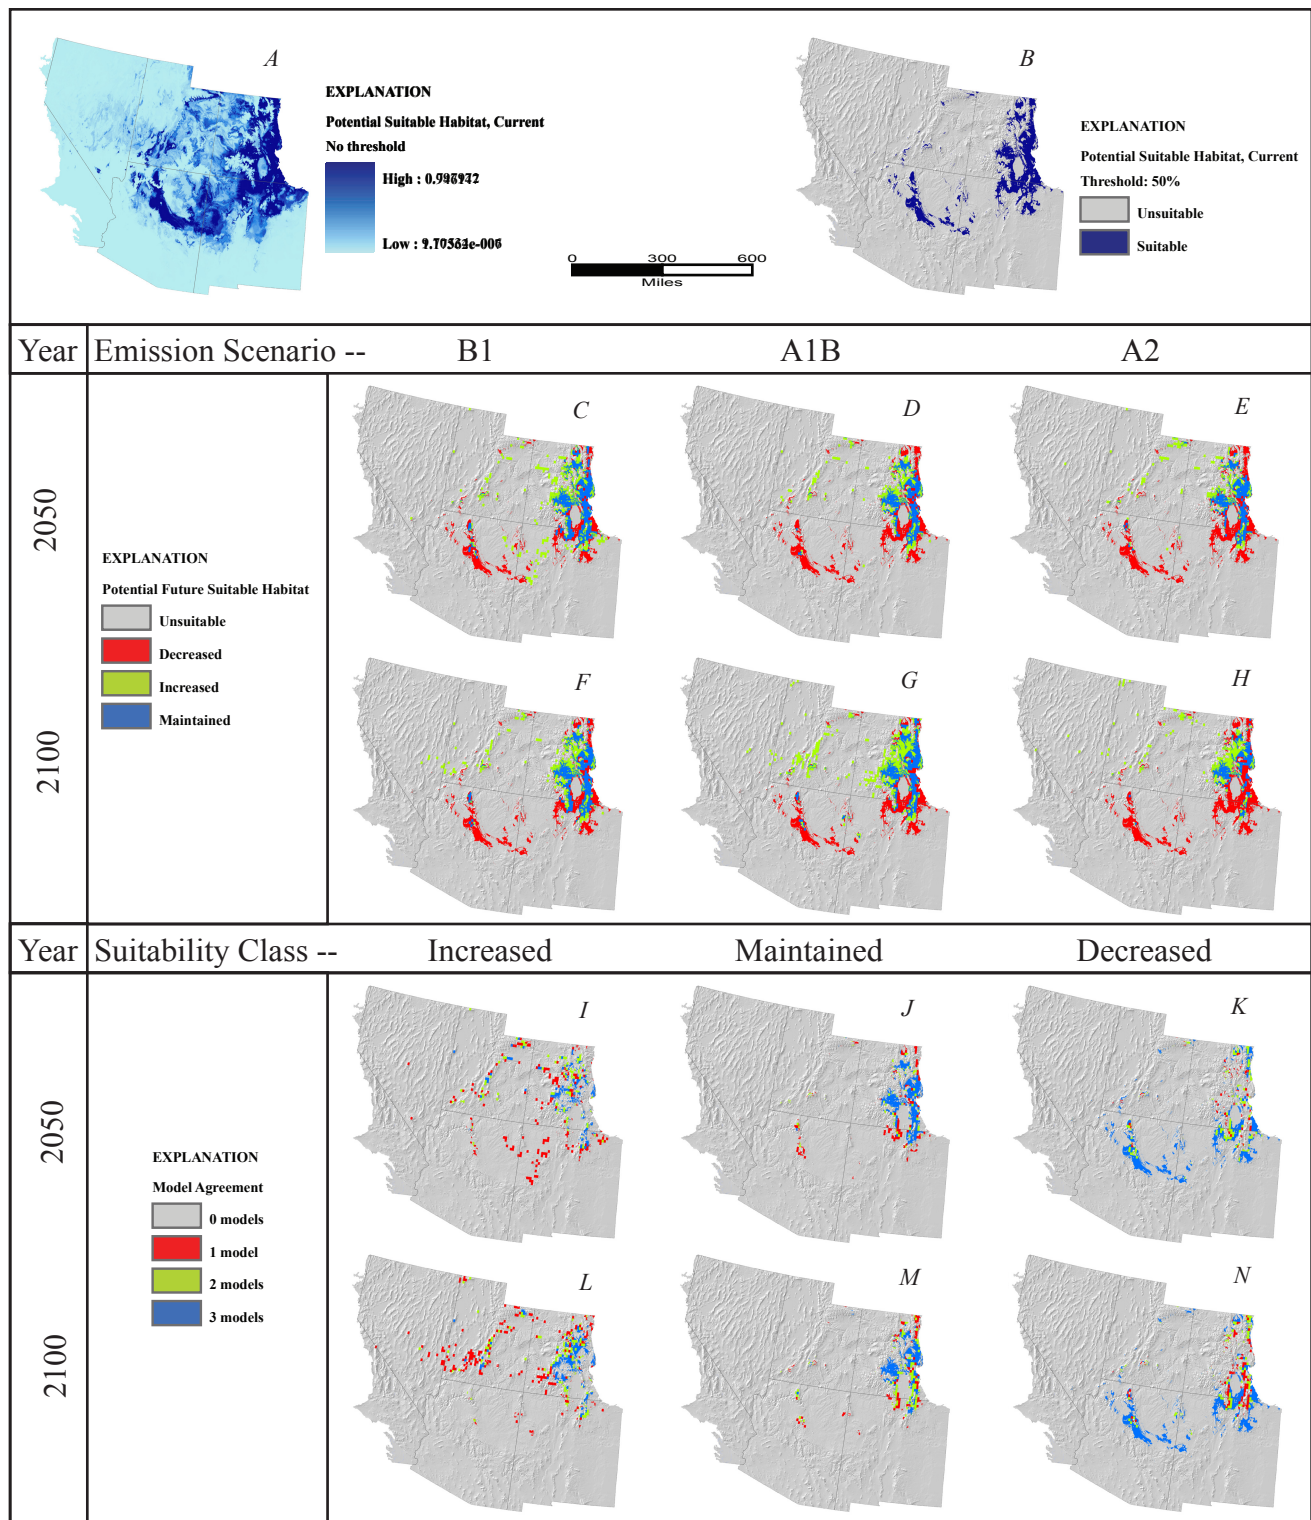 A
EXPLANATION
Potential Suitable Habitat, Current
No threshold
High :
Low :
0 300 600
Miles
B
EXPLANATION
Potential Suitable Habitat, Current
Threshold: 50%
Unsuitable
Suitable
Year Emission Scenario -- B1 A1B A2
2050
C D E
EXPLANATION
Potential Future Suitable Habitat
Unsuitable
Decreased
Increased
Maintained
2100
F G H
Year Suitability Class -- Increased Maintained Decreased
2050
I J K
EXPLANATION
Model Agreement
0 models
1 model
2 models
3 models
2100
L M N